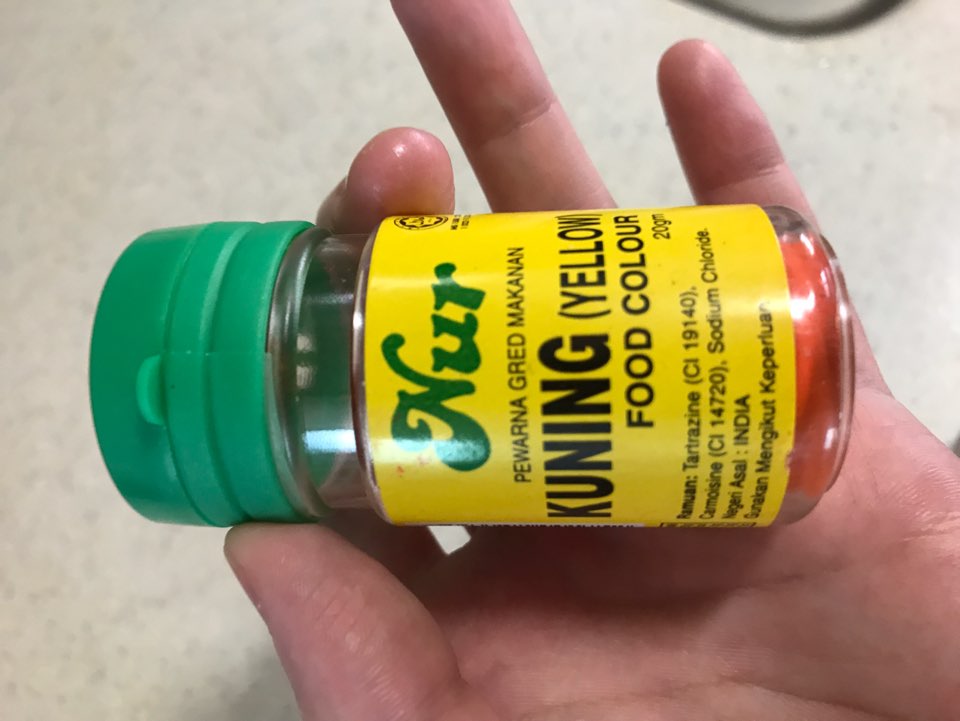 Nur
PEWARNA GRED MAKANAN
KUNING (YELLOW)
FOOD COLOUR
20gm
Ramuan: Tartrazine (CI 19140),
Carmoisine (CI 14720), Sodium Chloride.
Negeri Asal : INDIA
Gunakan Mengikut Keperluan